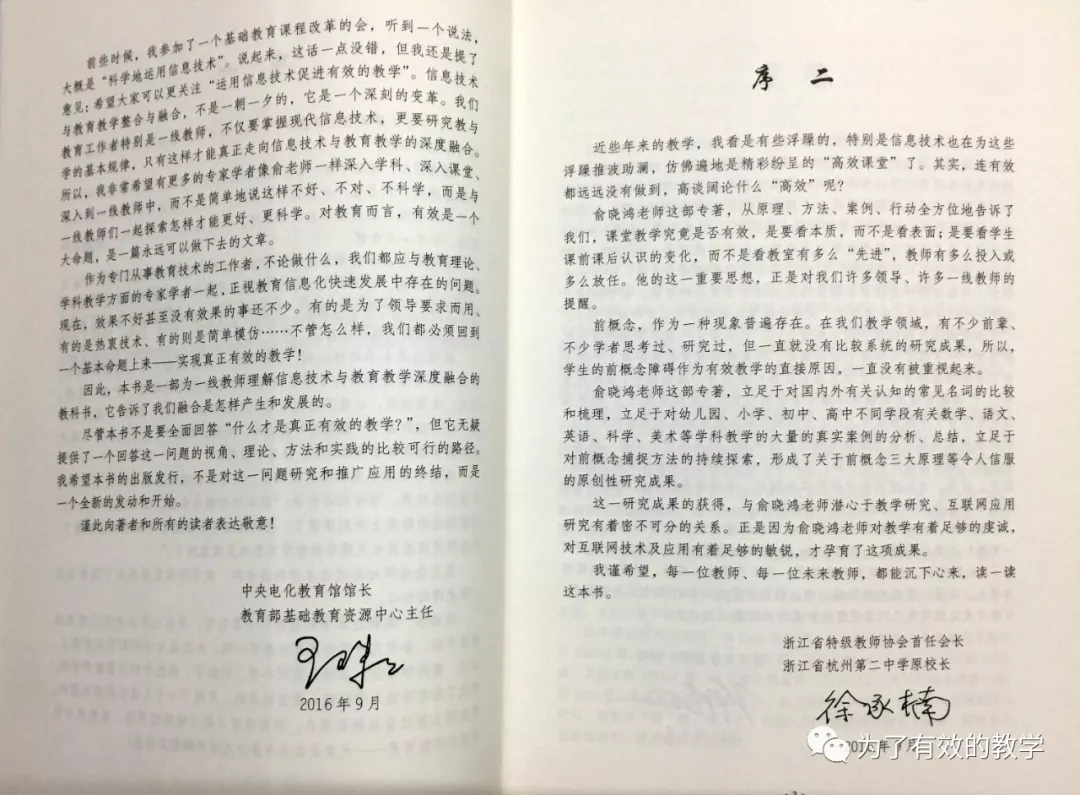 前些时候，我参加了一个基础教育课程改革的会，听到一个说法，
大概是“科学地运用信息技术”。说起来，这话一点没错，但我还是提了
意见：希望大家可以更关注“运用信息技术促进有效的教学”。信息技术
与教育教学整合与融合，不是一朝一夕的，它是一个深刻的变革。我们
教育工作者特别是一线教师，不仅要掌握现代信息技术，更要研究教与
学的基本规律，只有这样才能真正走向信息技术与教育教学的深度融合。
所以，我非常希望有更多的专家学者像俞老师一样深入学科、深入课堂、
深入到一线教师中，而不是简单地说这样不好、不对、不科学，而是与
一线教师们一起探索怎样才能更好、更科学。对教育而言，有效是一个
大命题，是一篇永远可以做下去的文章。
作为专门从事教育技术的工作者，不论做什么，我们都应与教育理论、
学科教学方面的专家学者一起，正视教育信息化快速发展中存在的问题。
现在，效果不好甚至没有效果的事还不少。有的是为了领导要求而用、
有的是热衷技术、有的则是简单模仿……不管怎么样，我们都必须回到
一个基本命题上来——实现真正有效的教学！
因此，本书是一部为一线教师理解信息技术与教育教学深度融合的
教科书，它告诉了我们融合是怎样产生和发展的。
尽管本书不是要全面回答“什么才是真正有效的教学？”，但它无疑
提供了一个回答这一问题的视角、理论、方法和实践的比较可行的路径。
我希望本书的出版发行，不是对这一问题研究和推广应用的终结，而是
一个全新的发动和开始。
谨此向著者和所有的读者表达敬意！
中央电化教育馆馆长
教育部基础教育资源中心主任
2016年9月
序 二
近些年来的教学，我看是有些浮躁的，特别是信息技术也在为这些
浮躁推波助澜，仿佛遍地是精彩纷呈的“高效课堂”了。其实，连有效
都远远没有做到，高谈阔论什么“高效”呢？
俞晓鸿老师这部专著，从原理、方法、案例、行动全方位地告诉了
我们，课堂教学究竟是否有效，是要看本质，而不是看表面；是要看学生
课前课后认识的变化，而不是看教室有多么“先进”，教师有多么投入或
多么放任。他的这一重要思想，正是对我们许多领导、许多一线教师的
提醒。
前概念，作为一种现象普遍存在。在我们教学领域，有不少前辈、
不少学者思考过、研究过，但一直就没有比较系统的研究成果，所以，
学生的前概念障碍作为有效教学的直接原因，一直没有被重视起来。
俞晓鸿老师这部专著，立足于对国内外有关认知的常见名词的比较
和梳理，立足于对幼儿园、小学、初中、高中不同学段有关数学、语文、
英语、科学、美术等学科教学的大量的真实案例的分析、总结，立足于
对前概念捕捉方法的持续探索，形成了关于前概念三大原理等令人信服
的原创性研究成果。
这一研究成果的获得，与俞晓鸿老师潜心于教学研究、互联网应用
研究有着密不可分的关系。正是因为俞晓鸿老师对教学有着足够的虔诚，
对互联网技术及应用有着足够的敏锐，才孕育了这项成果。
我谨希望，每一位教师、每一位未来教师，都能沉下心来，读一读
这本书。
浙江省特级教师协会首任会长
浙江省杭州第二中学原校长
徐承楠
为了有效的教学